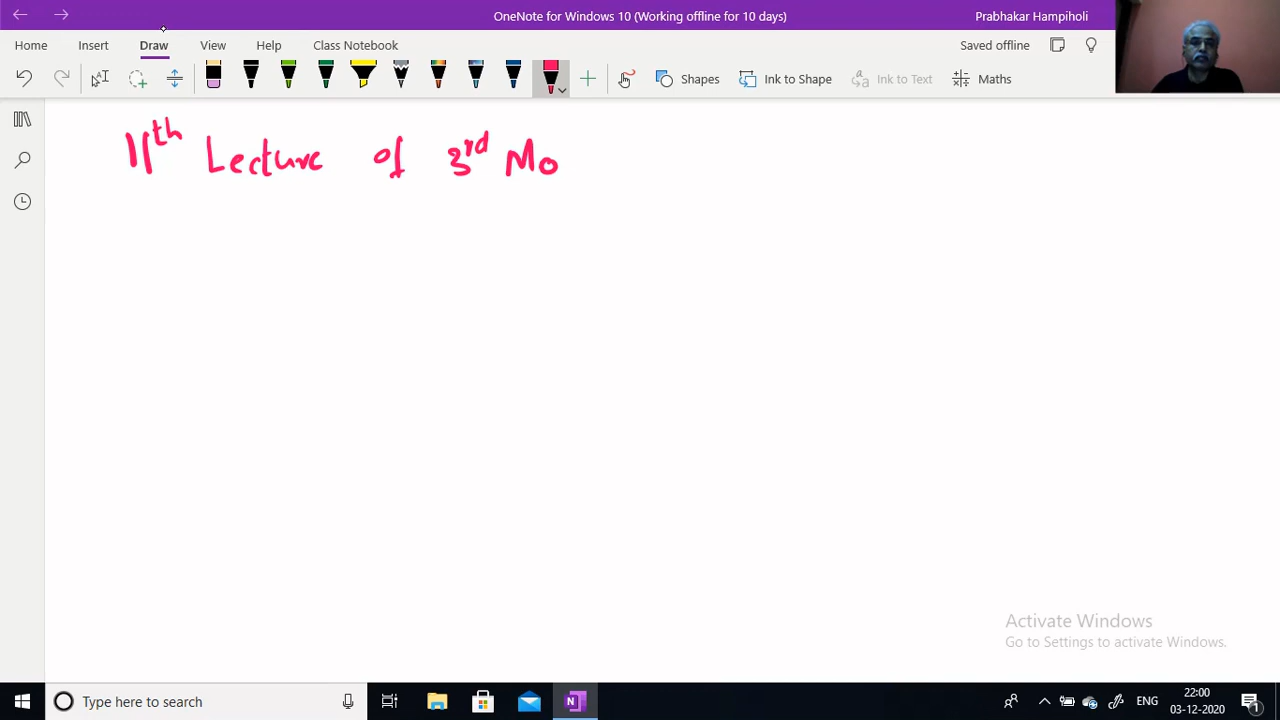 OneNote for Windows 10 (Working offline for 10 days)
Prabhakar Hampiholi
Home Insert Draw View Help Class Notebook
Saved offline
Shapes Ink to Shape Ink to Text Maths
11th Lecture of 3rd Mo
Activate Windows
Go to Settings to activate Windows.
Type here to search
N
ENG
22:00
03-12-2020
1